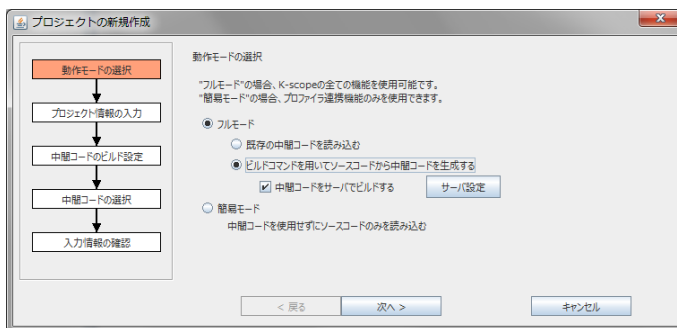 プロジェクトの新規作成
動作モードの選択
プロジェクト情報の入力
中間コードのビルド設定
中間コードの選択
入力情報の確認
動作モードの選択
"フルモード"の場合、K-scopeの全ての機能を使用可能です。
"簡易モード"の場合、プロファイラ連携機能のみを使用できます。
フルモード
既存の中間コードを読み込む
ビルドコマンドを用いてソースコードから中間コードを生成する
中間コードをサーバでビルドする
サーバ設定
簡易モード
中間コードを使用せずにソースコードのみを読み込む
< 戻る
次へ >
キャンセル